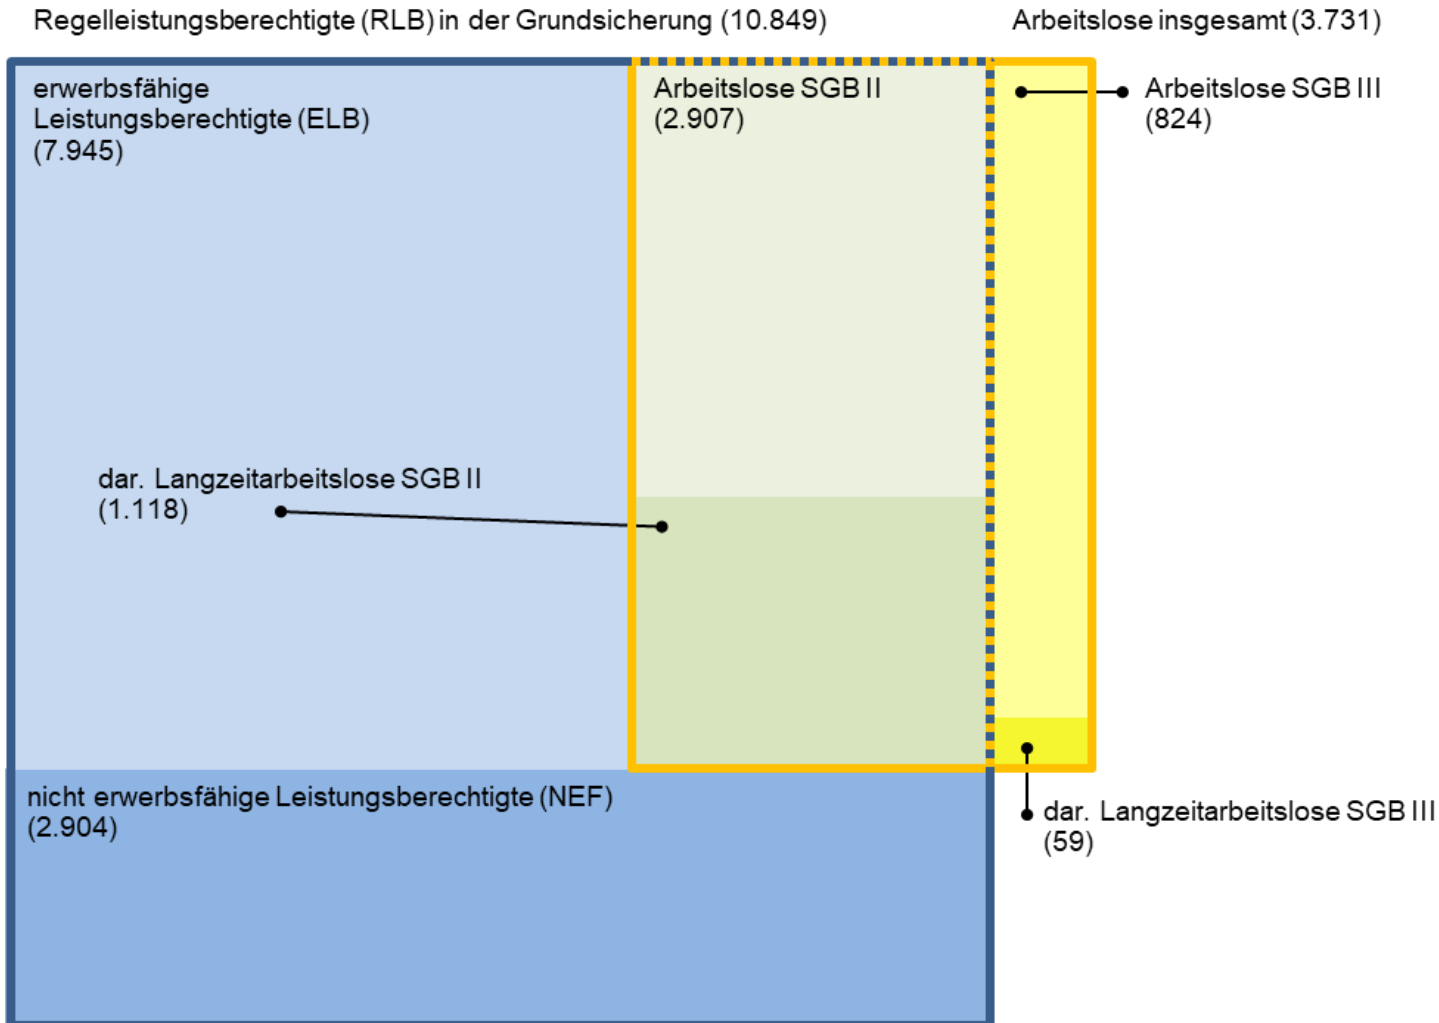 Regelleistungsberechtigte (RLB) in der Grundsicherung (10.849)
Arbeitslose insgesamt (3.731)
erwerbsfähige
Leistungsberechtigte (ELB)
(7.945)
Arbeitslose SGB II
(2.907)
Arbeitslose SGB III
(824)
dar. Langzeitarbeitslose SGB II
(1.118)
nicht erwerbsfähige Leistungsberechtigte (NEF)
(2.904)
dar. Langzeitarbeitslose SGB III
(59)